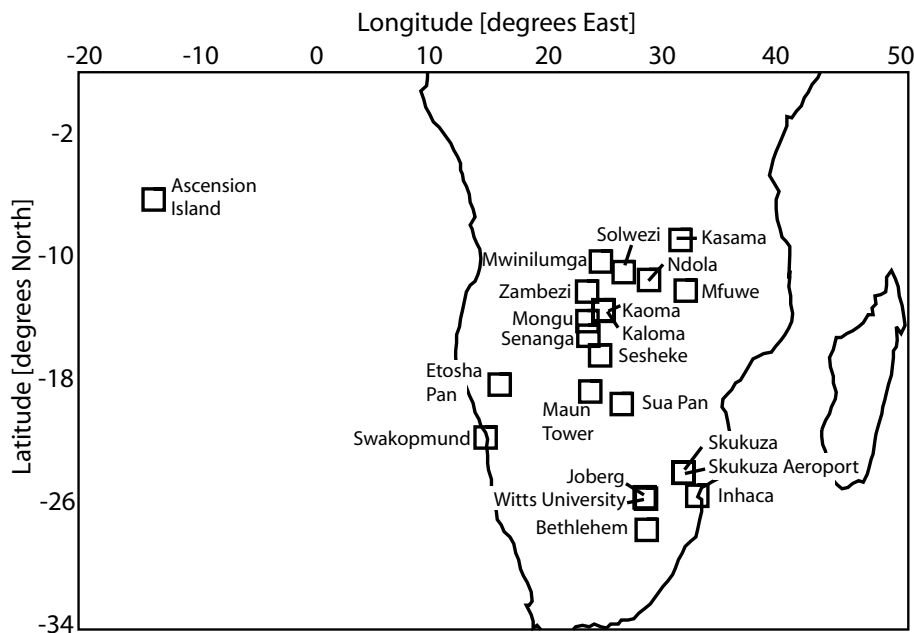 Longitude [degrees East]
-20 -10 0 10 20 30 40 50
Latitude [degrees North]
-2
-10
-18
-26
-34
Ascension
Island
Solwezi
Kasama
Mwinilumga
Ndola
Zambezi
Mfuwe
Kaoma
Mongu
Kaloma
Senanga
Sesheke
Etosha
Pan
Maun
Tower
Sua Pan
Swakopmund
Skukuza
Skukuza Aeroport
Joberg
Inhaca
Witts University
Bethlehem